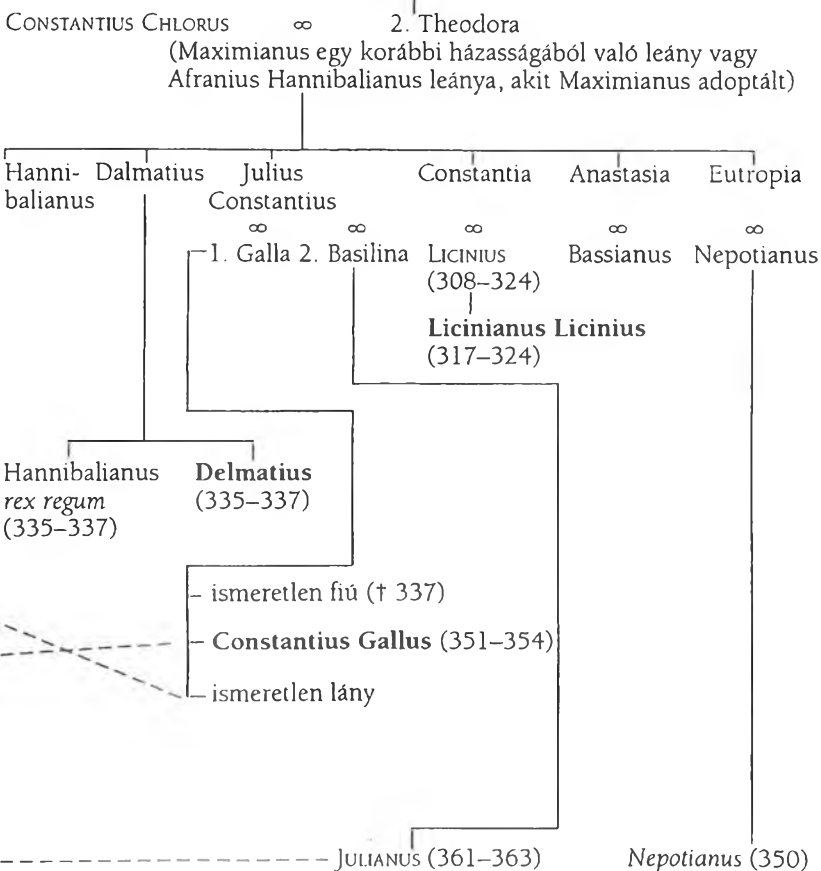 CONSTANTIUS CHLORUS ∞ 2. Theodora
(Maximianus egy korábbi házasságából való leány vagy
Afranius Hannibalianus leánya, akit Maximianus adoptált)
Hanni- Dalmatius Julius Constantia Anastasia Eutropia
balianus Constantius
∞ ∞ ∞ ∞ ∞
1. Galla 2. Basilina LICINIUS Bassianus Nepotianus
(308–324)
Licinianus Licinius
(317–324)
Hannibalianus Delmatius
rex regum (335–337)
(335–337)
ismeretlen fiú († 337)
Constantius Gallus (351–354)
ismeretlen lány
JULIANUS (361–363) Nepotianus (350)